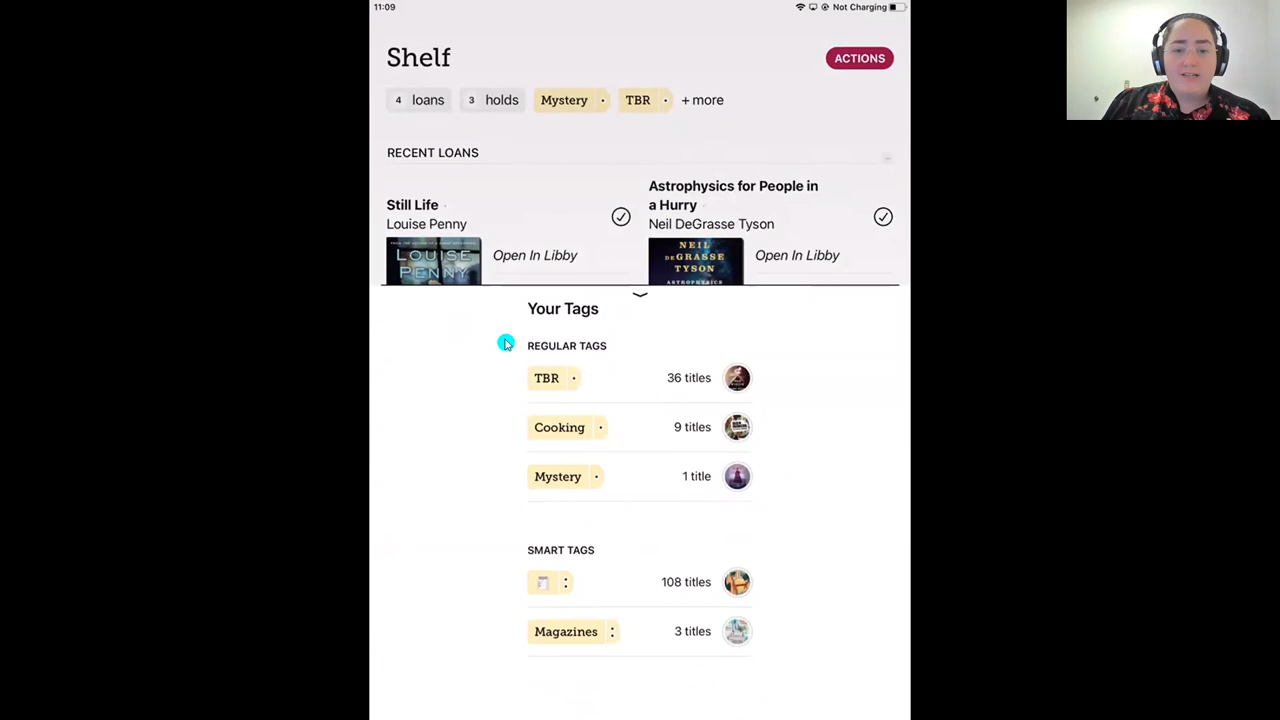 11:09
Not Charging
Shelf
ACTIONS
4 loans
3 holds
Mystery
TBR
+ more
RECENT LOANS
Still Life
Louise Penny
Open In Libby
LOUISE
PENNY
Astrophysics for People in
a Hurry
Neil DeGrasse Tyson
Open In Libby
NEIL
DEGRASSE
TYSON
ASTROPHYSICS
Your Tags
REGULAR TAGS
TBR
36 titles
Cooking
9 titles
Mystery
1 title
SMART TAGS
108 titles
Magazines
3 titles